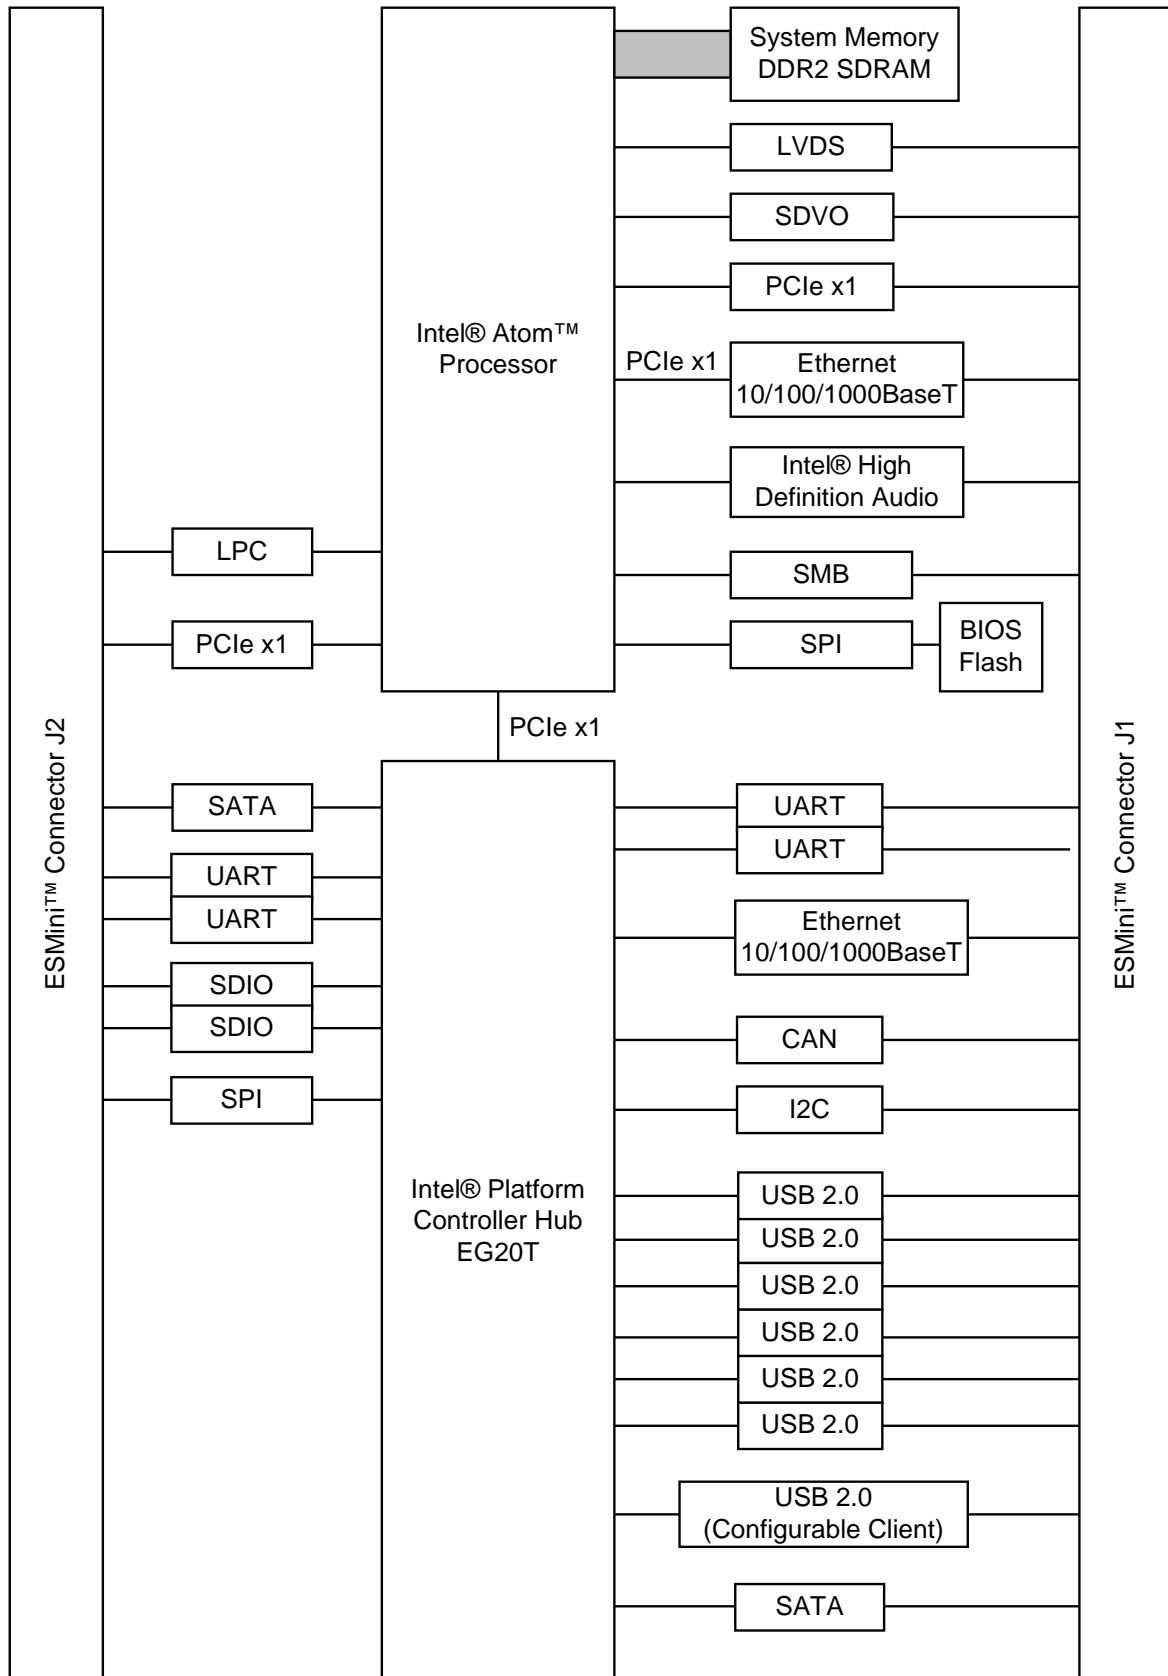 System Memory
DDR2 SDRAM
LVDS
SDVO
PCIe x1
Intel® Atom™
Processor
PCIe x1
Ethernet
10/100/1000BaseT
Intel® High
Definition Audio
LPC
SMB
PCIe x1
SPI
BIOS
Flash
PCIe x1
ESMini™ Connector J2
ESMini™ Connector J1
SATA
UART
UART
UART
UART
Ethernet
10/100/1000BaseT
SDIO
SDIO
CAN
SPI
I2C
Intel® Platform
Controller Hub
EG20T
USB 2.0
USB 2.0
USB 2.0
USB 2.0
USB 2.0
USB 2.0
USB 2.0
(Configurable Client)
SATA